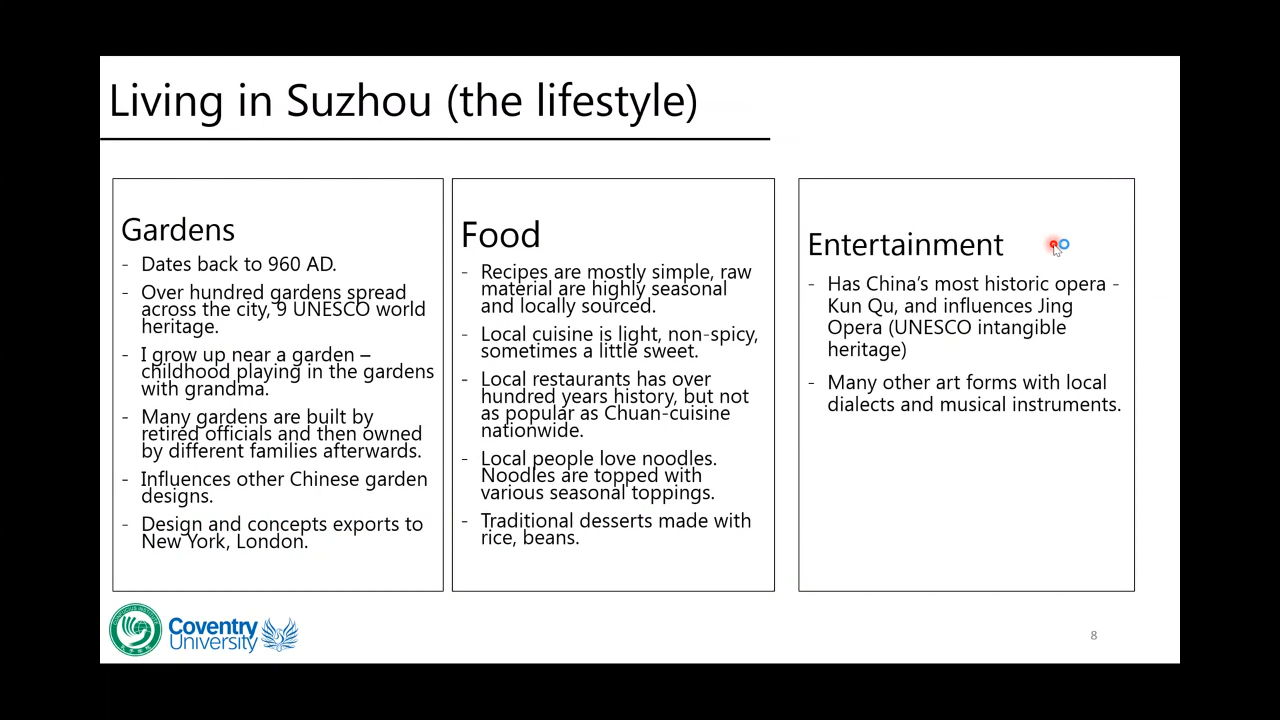 Living in Suzhou (the lifestyle)
Gardens
- Dates back to 960 AD.
- Over hundred gardens spread
across the city, 9 UNESCO world
heritage.
- I grow up near a garden –
childhood playing in the gardens
with grandma.
- Many gardens are built by
retired officials and then owned
by different families afterwards.
- Influences other Chinese garden
designs.
- Design and concepts exports to
New York, London.
Food
- Recipes are mostly simple, raw
material are highly seasonal
and locally sourced.
- Local cuisine is light, non-spicy,
sometimes a little sweet.
- Local restaurants has over
hundred years history, but not
as popular as Chuan-cuisine
nationwide.
- Local people love noodles.
Noodles are topped with
various seasonal toppings.
- Traditional desserts made with
rice, beans.
Entertainment
- Has China’s most historic opera -
Kun Qu, and influences Jing
Opera (UNESCO intangible
heritage)
- Many other art forms with local
dialects and musical instruments.
Coventry
University
8